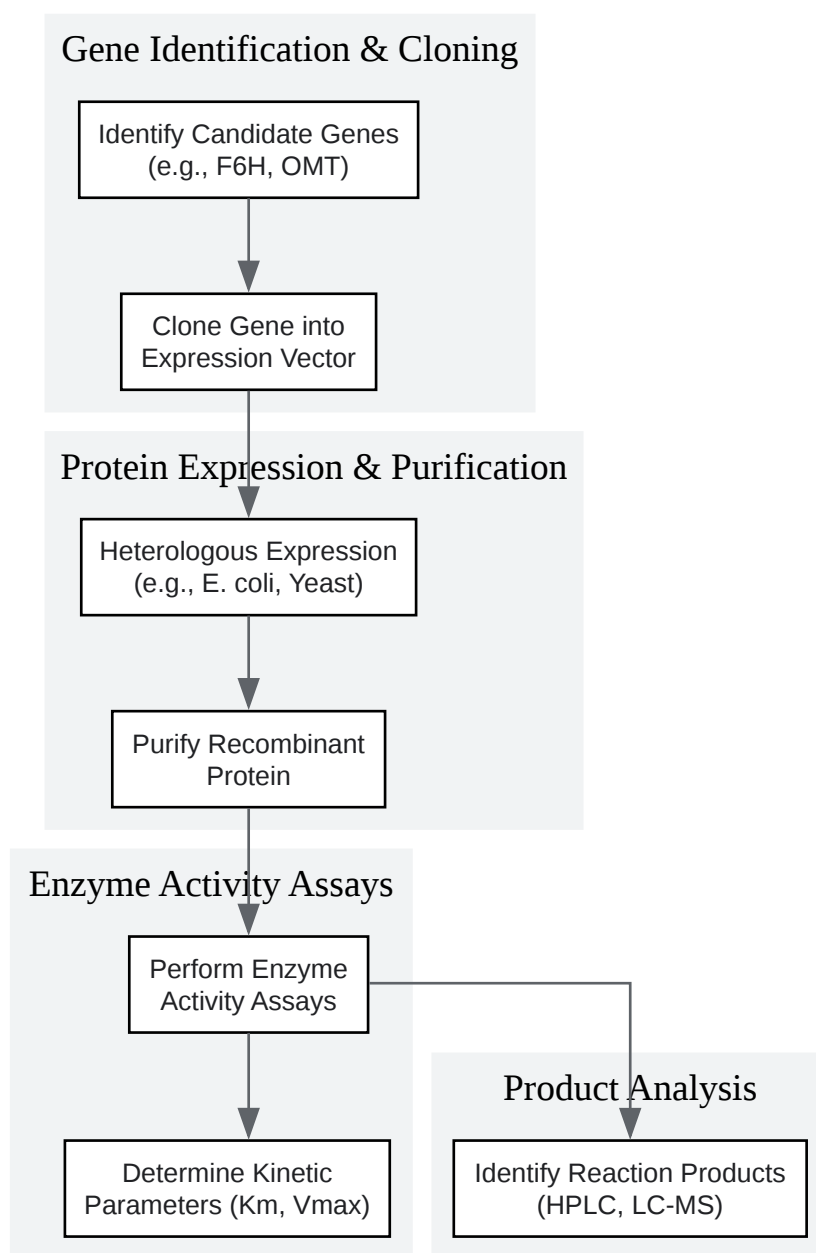 Gene Identification & Cloning
Identify Candidate Genes
(e.g., F6H, OMT)
Clone Gene into
Expression Vector
Protein Expression & Purification
Heterologous Expression
(e.g., E. coli, Yeast)
Purify Recombinant
Protein
Enzyme Activity Assays
Perform Enzyme
Activity Assays
Determine Kinetic
Parameters (Km, Vmax)
Product Analysis
Identify Reaction Products
(HPLC, LC-MS)